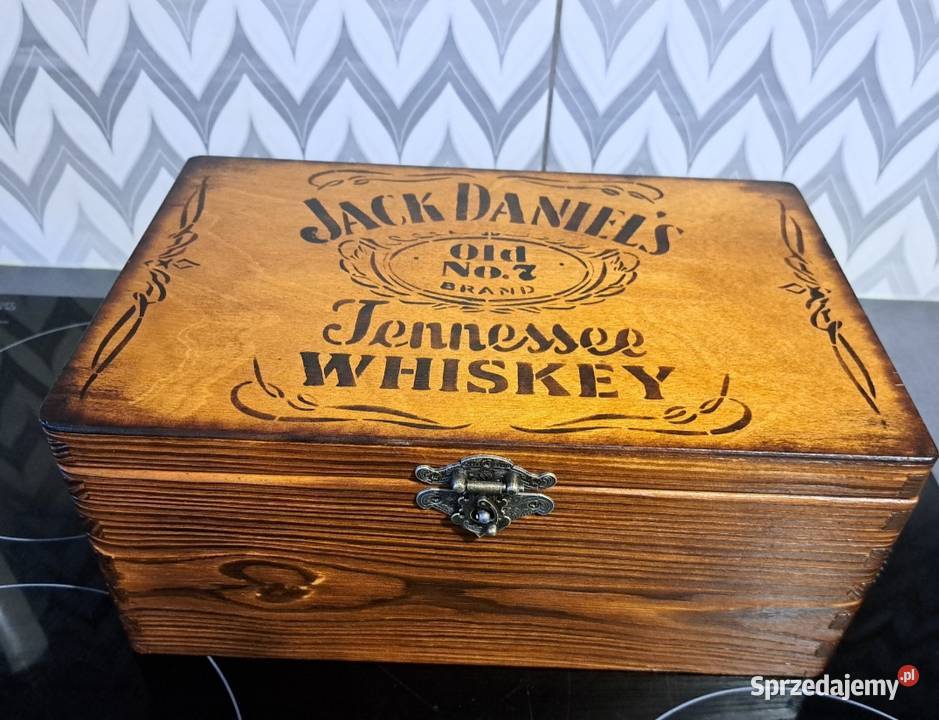 JACK DANIEL'S
Old
No.7
BRAND
Tennessee
WHISKEY
Sprzedajemy.pl